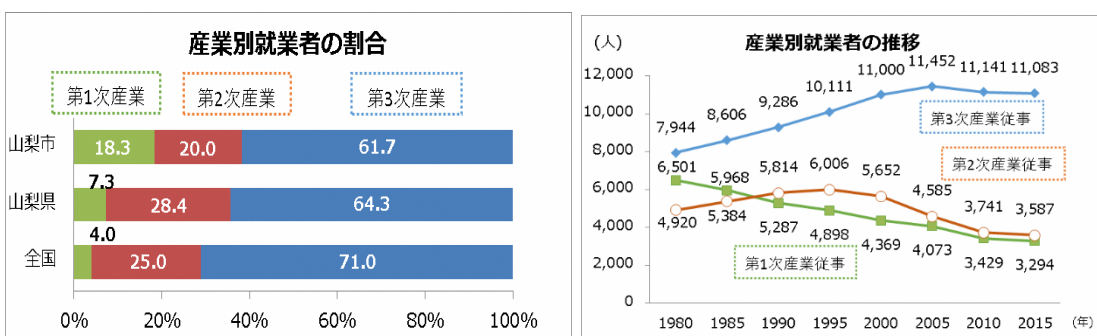 産業別就業者の割合
第1次産業 第2次産業 第3次産業
山梨市 18.3 20.0 61.7
山梨県 7.3 28.4 64.3
全国 4.0 25.0 71.0
0% 20% 40% 60% 80% 100%
産業別就業者の推移
(人)
12,000
10,000
8,000
6,000
4,000
2,000
0
7,944 8,606 9,286 10,111 11,000 11,452 11,141 11,083
第3次産業従事
6,501 5,968 5,287 4,898 4,369 4,073 3,429 3,294
第1次産業従事
4,920 5,384 5,814 6,006 5,652 4,585 3,741 3,587
第2次産業従事
1980 1985 1990 1995 2000 2005 2010 2015 (年)